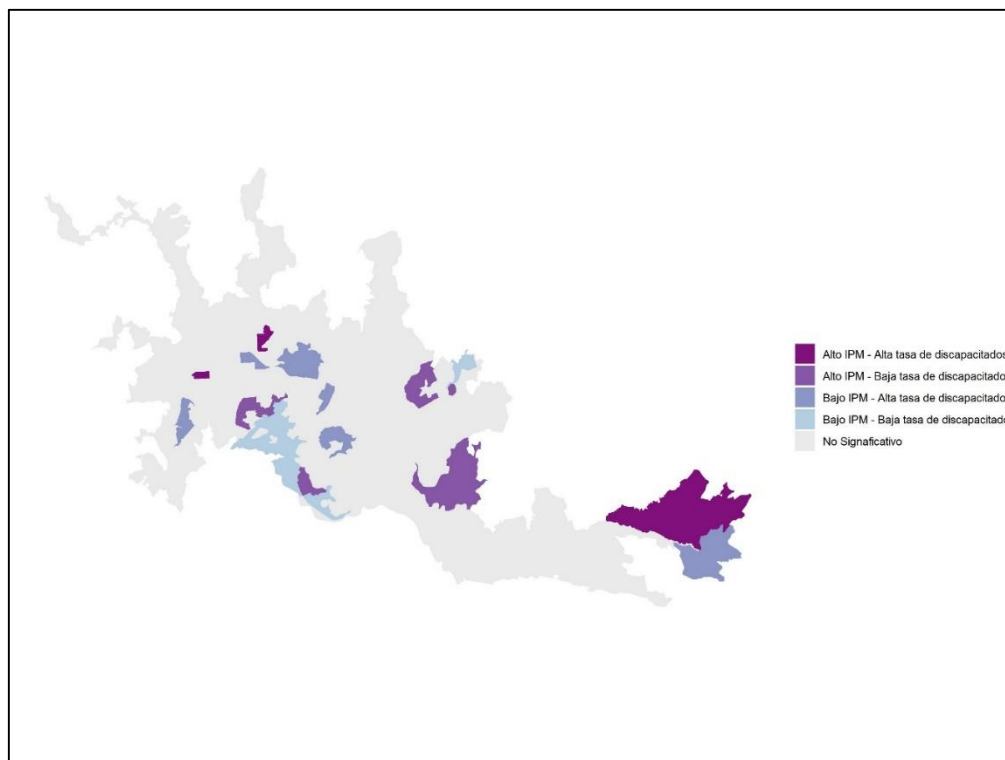 Alto IPM - Alta tasa de discapacitados
Alto IPM - Baja tasa de discapacitado
Bajo IPM - Alta tasa de discapacitado
Bajo IPM - Baja tasa de discapacitado
No Signaficativo